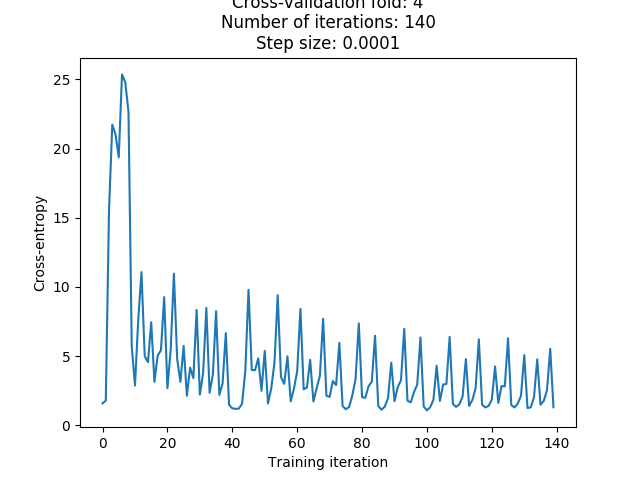 Cross-validation fold: 4
Number of iterations: 140
Step size: 0.0001
25
20
15
10
5
0
Cross-entropy
0 20 40 60 80 100 120 140
Training iteration